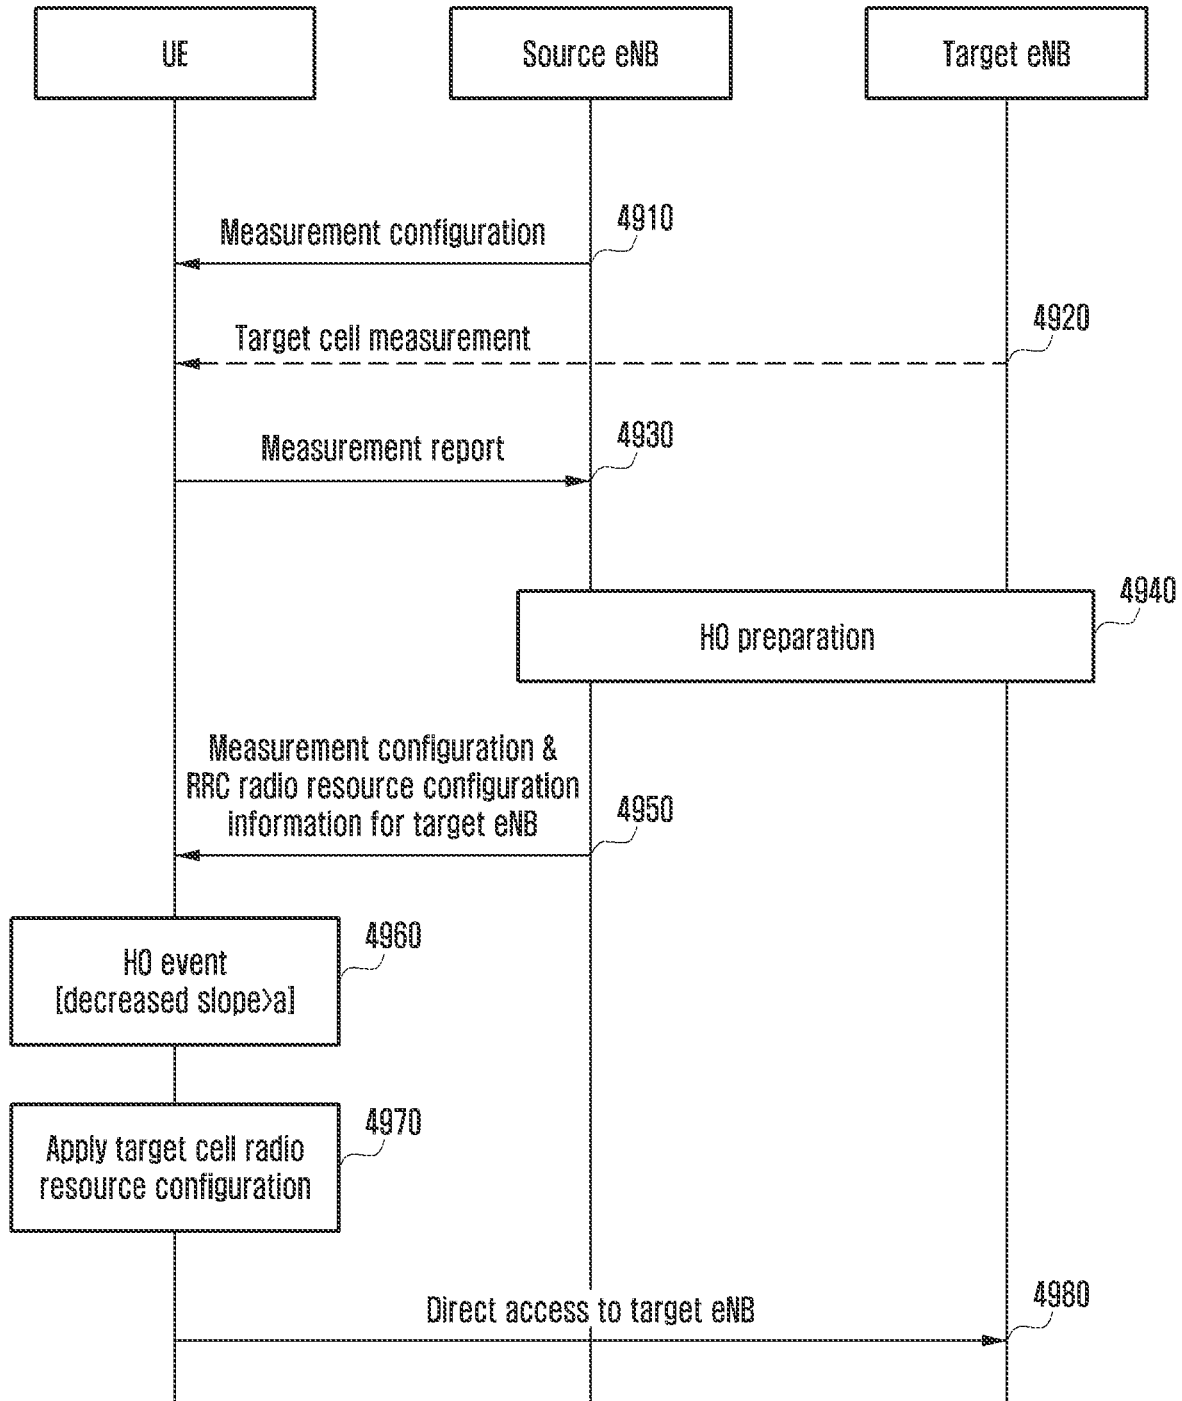 UE
Source eNB
Target eNB
4910
Measurement configuration
4920
Target cell measurement
4930
Measurement report
4940
HO preparation
Measurement configuration &
RRC radio resource configuration
information for target eNB
4950
4960
HO event
[decreased slope>a]
4970
Apply target cell radio
resource configuration
4980
Direct access to target eNB